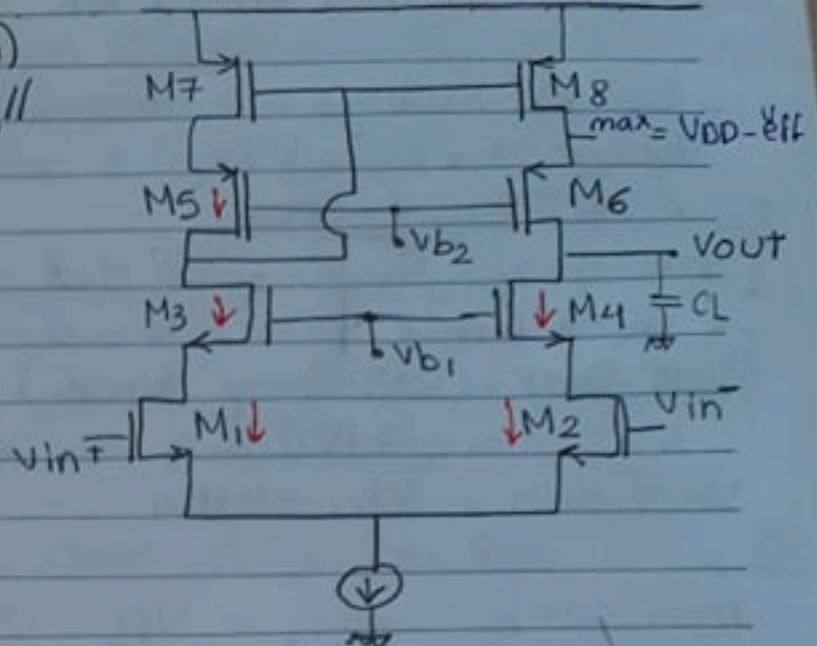 )
//
M7
M8
max = VDD-Veff
M5
M6
Vb2
VOUT
M3
M4
CL
Vb1
M1
M2
Vin+
Vin-